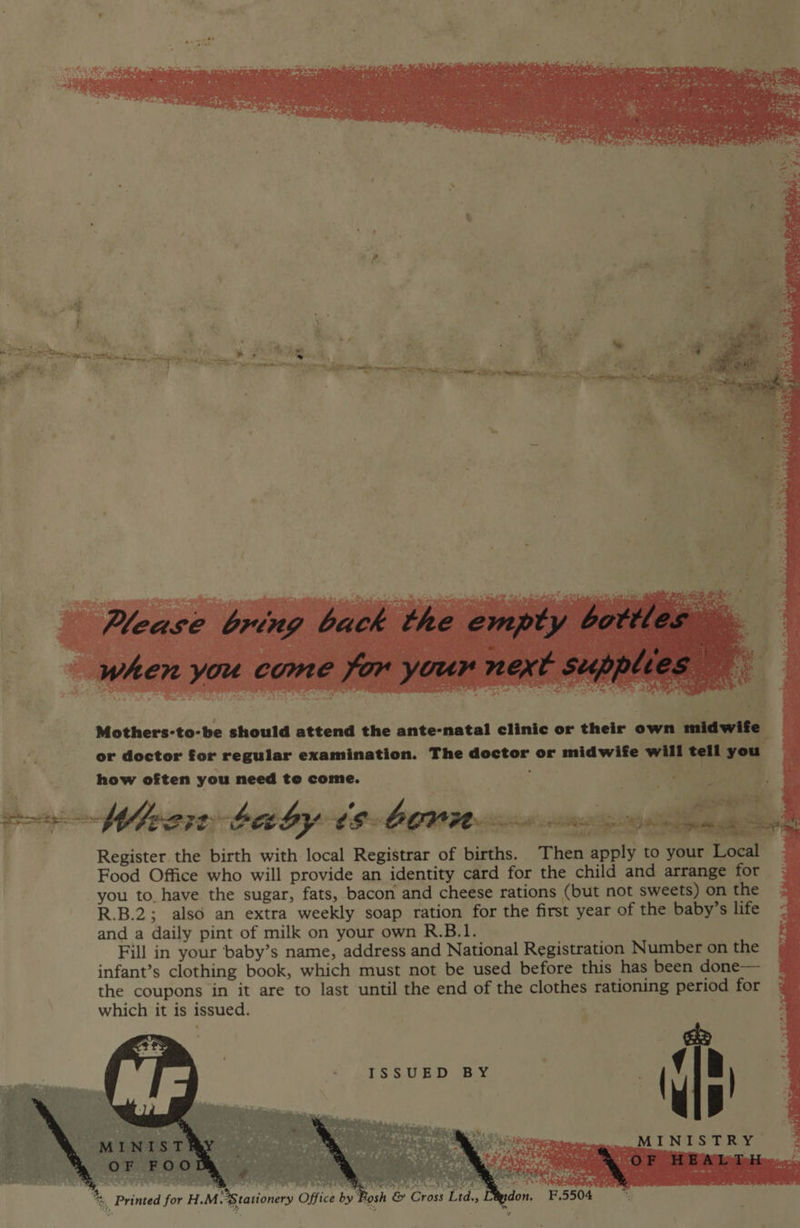 Please bring back the empty bottles
when you come for your next supplies
Mothers-to-be should attend the ante-natal clinic or their own midwife
or doctor for regular examination. The doctor or midwife will tell you
how often you need to come.
When baby is born
Register the birth with local Registrar of births. Then apply to your Local
Food Office who will provide an identity card for the child and arrange for
you to have the sugar, fats, bacon and cheese rations (but not sweets) on the
R.B.2; also an extra weekly soap ration for the first year of the baby's life
and a daily pint of milk on your own R.B.1.
Fill in your baby's name, address and National Registration Number on the
infant's clothing book, which must not be used before this has been done—
the coupons in it are to last until the end of the clothes rationing period for
which it is issued.
ISSUED BY
MF
MH
MINISTRY
OF FOOD
MINISTRY
OF HEALTH
Printed for H.M. Stationery Office by Fosh & Cross Ltd., London. F.5504